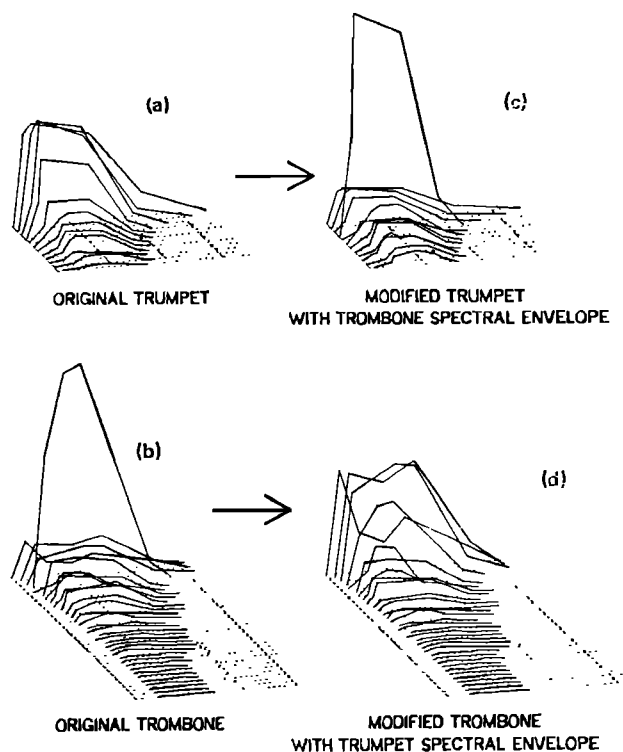 (a)
(c)
ORIGINAL TRUMPET
MODIFIED TRUMPET
WITH TROMBONE SPECTRAL ENVELOPE
(b)
(d)
ORIGINAL TROMBONE
MODIFIED TROMBONE
WITH TRUMPET SPECTRAL ENVELOPE